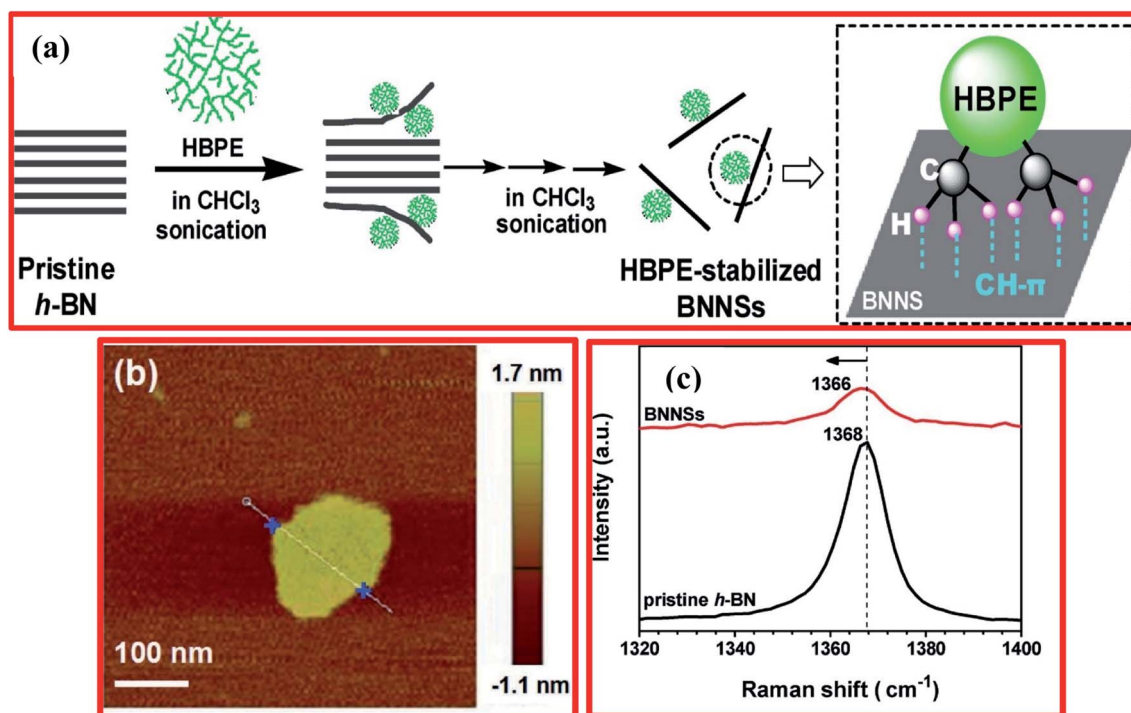 (a)
HBPE
in CHCl₃
sonication
Pristine
h-BN
in CHCl₃
sonication
HBPE-stabilized
BNNSs
HBPE
C
H
CH-π
BNNS
(b)
1.7 nm
-1.1 nm
100 nm
(c)
1366
BNNSs
1368
pristine h-BN
Intensity (a.u.)
1320 1340 1360 1380 1400
Raman shift ( cm⁻¹)